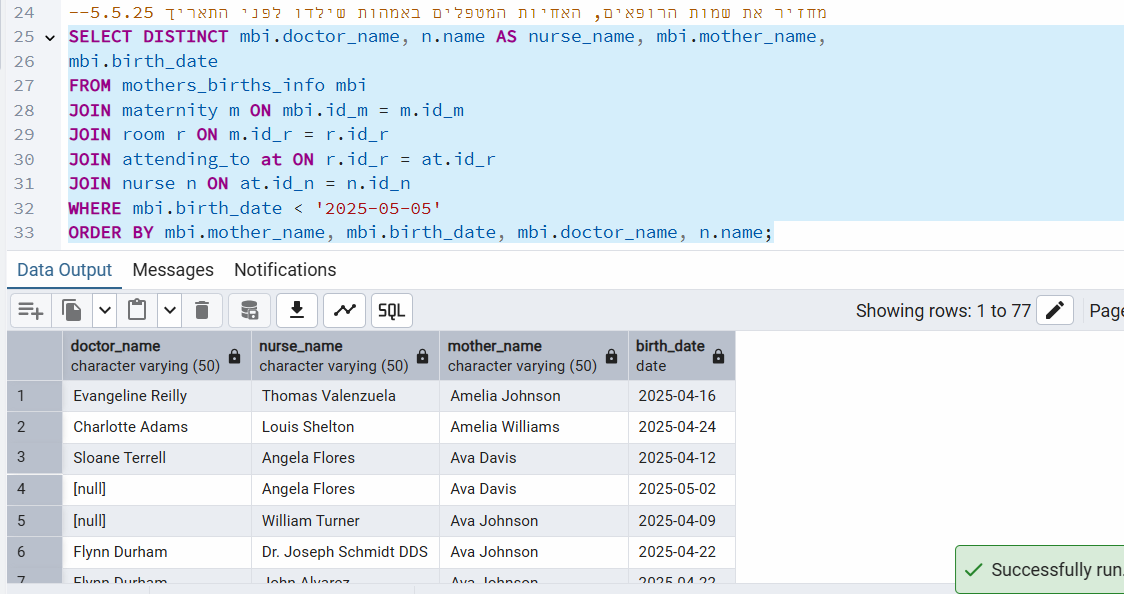 24 --5.5.25 מחזיר את שמות הרופאים, האחיות המטפלים באמהות שילדו לפני התאריך
25 SELECT DISTINCT mbi.doctor_name, n.name AS nurse_name, mbi.mother_name,
26 mbi.birth_date
27 FROM mothers_births_info mbi
28 JOIN maternity m ON mbi.id_m = m.id_m
29 JOIN room r ON m.id_r = r.id_r
30 JOIN attending_to at ON r.id_r = at.id_r
31 JOIN nurse n ON at.id_n = n.id_n
32 WHERE mbi.birth_date < '2025-05-05'
33 ORDER BY mbi.mother_name, mbi.birth_date, mbi.doctor_name, n.name;
Data Output Messages Notifications
SQL Showing rows: 1 to 77 Page
doctor_name nurse_name mother_name birth_date
character varying (50) character varying (50) character varying (50) date
1 Evangeline Reilly Thomas Valenzuela Amelia Johnson 2025-04-16
2 Charlotte Adams Louis Shelton Amelia Williams 2025-04-24
3 Sloane Terrell Angela Flores Ava Davis 2025-04-12
4 [null] Angela Flores Ava Davis 2025-05-02
5 [null] William Turner Ava Johnson 2025-04-09
6 Flynn Durham Dr. Joseph Schmidt DDS Ava Johnson 2025-04-22
7 Flynn Durham John Alvarez Ava Johnson 2025-04-22
Successfully run.